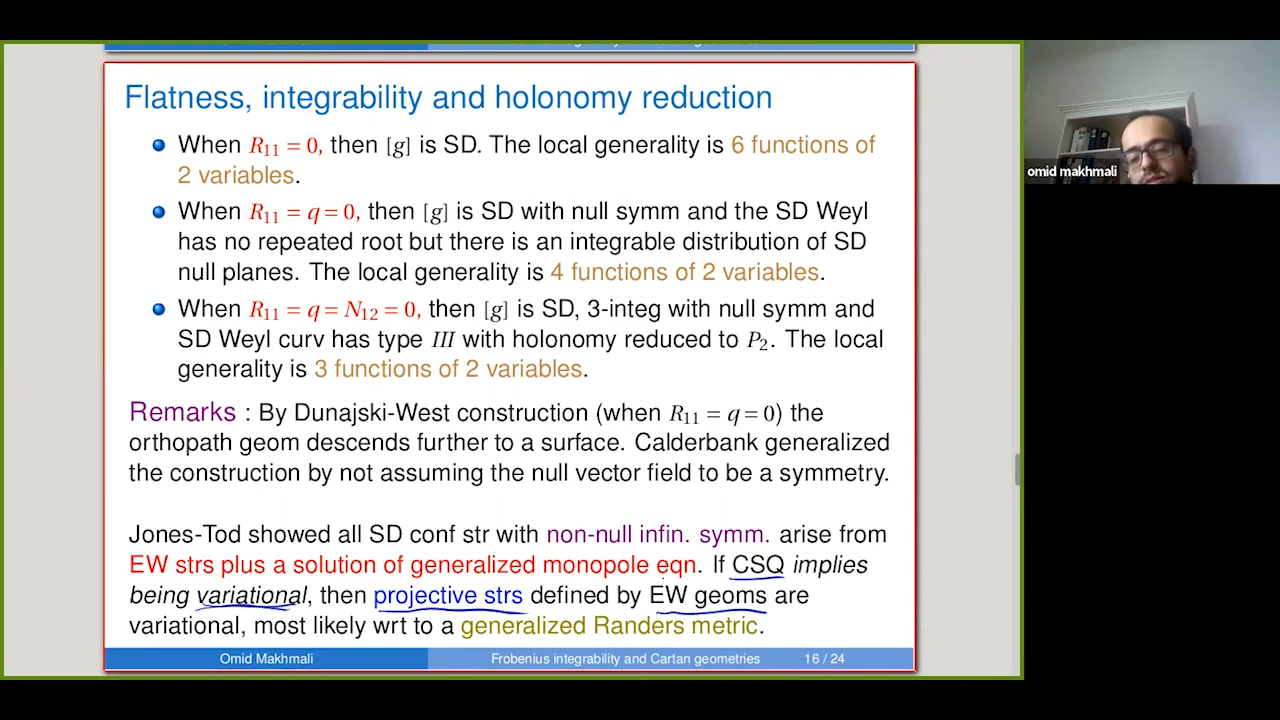 Flatness, integrability and holonomy reduction
When R11 = 0, then [g] is SD. The local generality is 6 functions of
2 variables.
When R11 = q = 0, then [g] is SD with null symm and the SD Weyl
has no repeated root but there is an integrable distribution of SD
null planes. The local generality is 4 functions of 2 variables.
When R11 = q = N12 = 0, then [g] is SD, 3-integ with null symm and
SD Weyl curv has type III with holonomy reduced to P2. The local
generality is 3 functions of 2 variables.
Remarks : By Dunajski-West construction (when R11 = q = 0) the
orthopath geom descends further to a surface. Calderbank generalized
the construction by not assuming the null vector field to be a symmetry.
Jones-Tod showed all SD conf str with non-null infin. symm. arise from
EW strs plus a solution of generalized monopole eqn. If CSQ implies
being variational, then projective strs defined by EW geoms are
variational, most likely wrt to a generalized Randers metric.
Omid Makhmali Frobenius integrability and Cartan geometries 16 / 24
omid makhmali